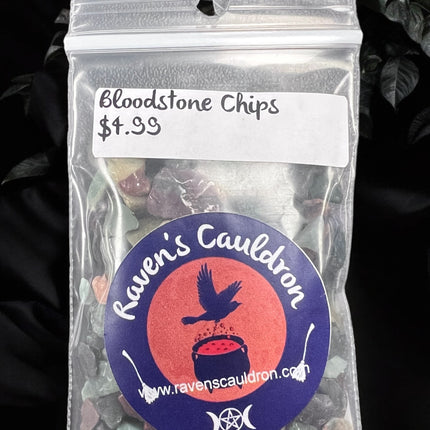 Bloodstone Chips
$4.99
Raven's Cauldron
www.ravenscauldron.com